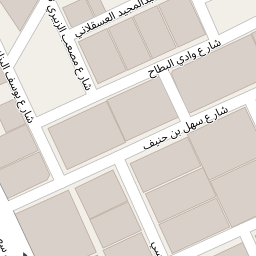 عبدالمجيد العسقلاني
شارع مصعب الزبيري
شارع وادي البطاح
شارع يوسف
شارع سهل بن حنيف